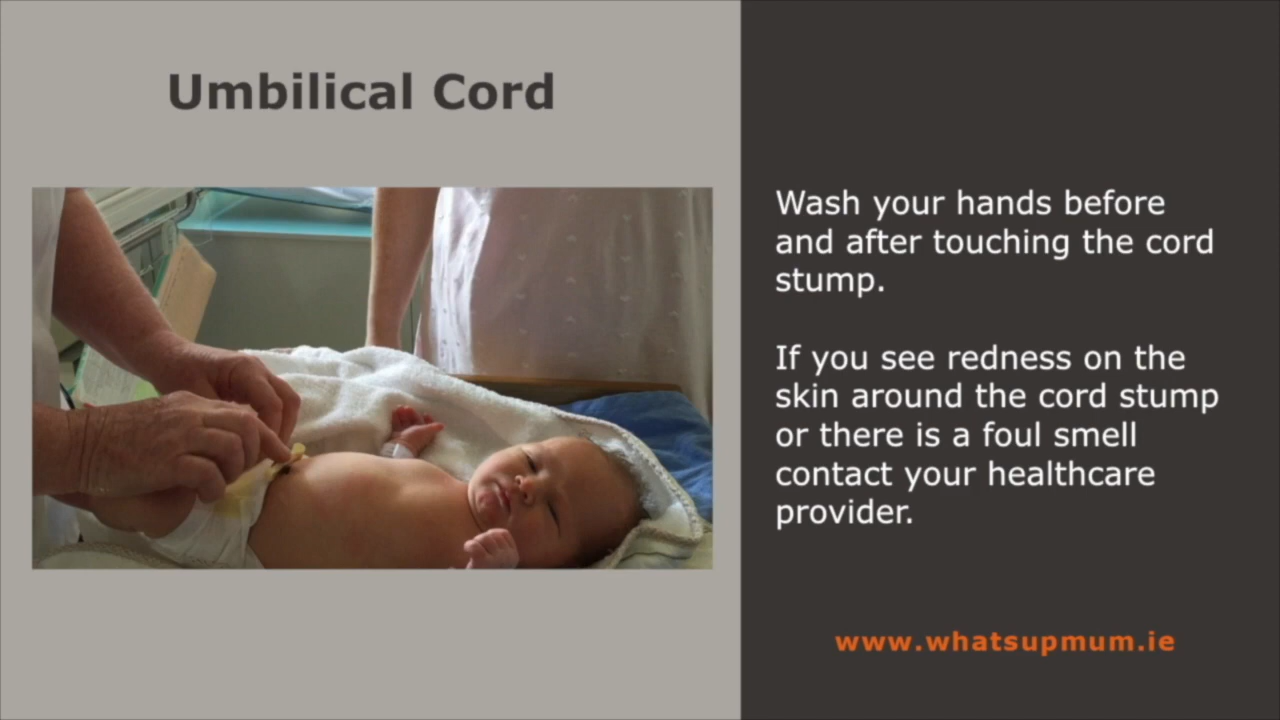 Umbilical Cord
Wash your hands before
and after touching the cord
stump.
If you see redness on the
skin around the cord stump
or there is a foul smell
contact your healthcare
provider.
www.whatsupmum.ie